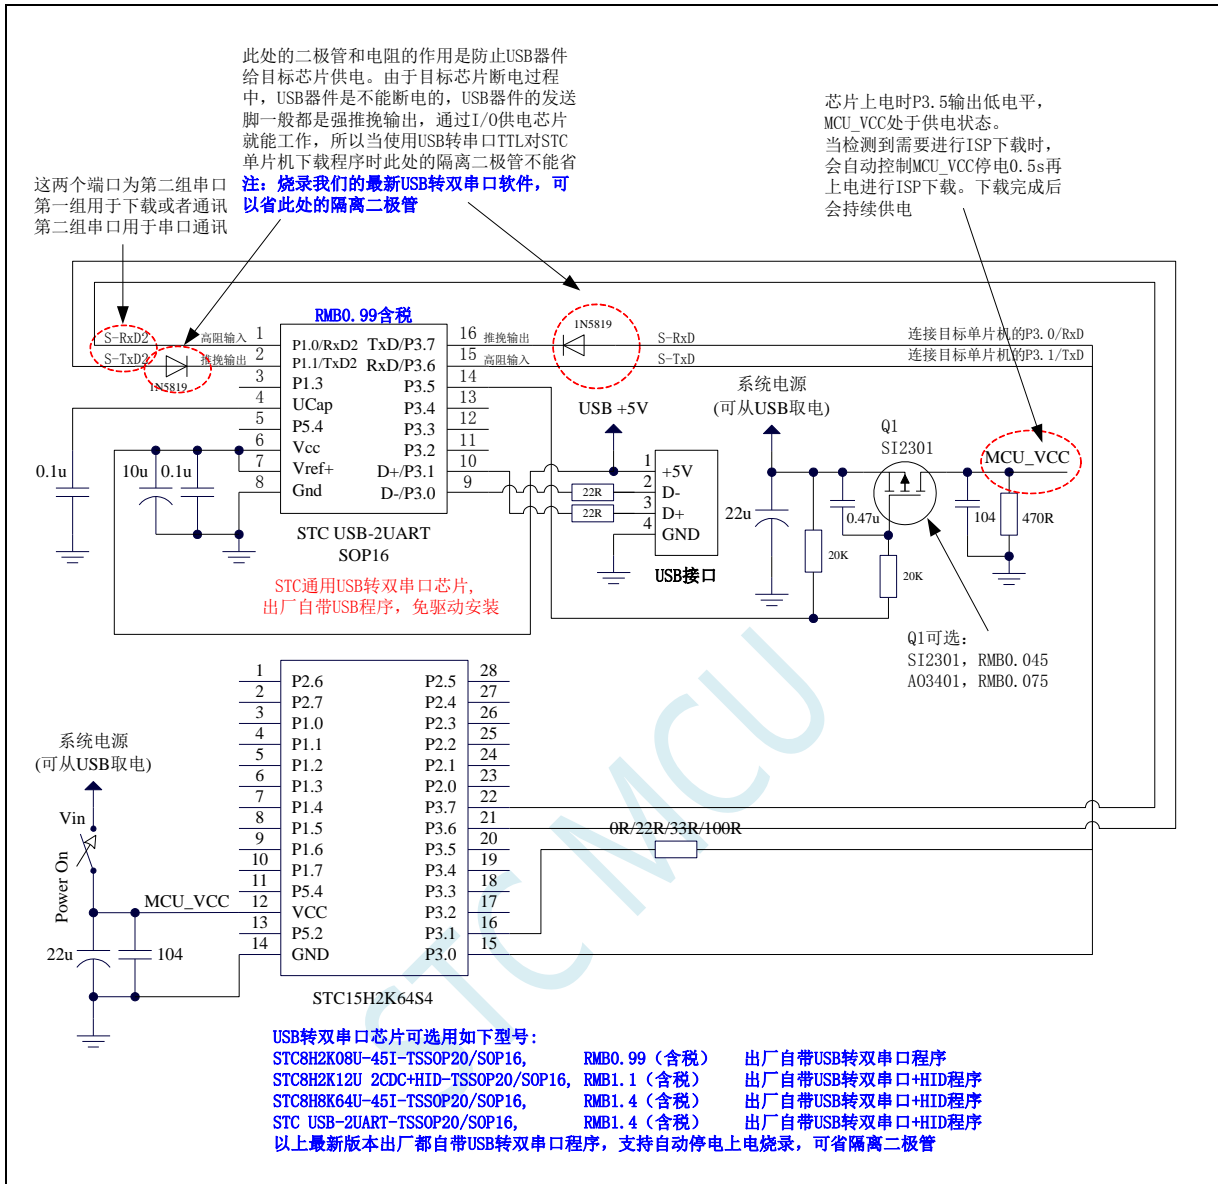 此处的二极管和电阻的作用是防止USB器件
给目标芯片供电。由于目标芯片断电过程
中，USB器件是不能断电的，USB器件的发送
脚一般都是强推挽输出，通过I/O供电芯片
就能工作，所以当使用USB转串口TTL对STC
单片机下载程序时此处的隔离二极管不能省
注：烧录我们的最新USB转双串口软件，可
以省此处的隔离二极管
芯片上电时P3.5输出低电平，
MCU_VCC处于供电状态。
当检测到需要进行ISP下载时，
会自动控制MCU_VCC停电0.5s再
上电进行ISP下载。下载完成后
会持续供电
这两个端口为第二组串口
第一组用于下载或者通讯
第二组串口用于串口通讯
RMB0.99含税
S-RxD2
高阻输入
1
P1.0/RxD2
S-TxD2
推挽输出
2
P1.1/TxD2
1N5819
3
P1.3
4
UCap
5
P5.4
6
Vcc
7
Vref+
8
Gnd
TxD/P3.7
16
推挽输出
1N5819
S-RxD
连接目标单片机的P3.0/RxD
RxD/P3.6
15
高阻输入
S-TxD
连接目标单片机的P3.1/TxD
P3.5
14
P3.4
13
P3.3
12
P3.2
11
D+/P3.1
10
D-/P3.0
9
0.1u
10u
0.1u
STC USB-2UART
SOP16
STC通用USB转双串口芯片，
出厂自带USB程序，免驱动安装
22R
22R
USB +5V
1
+5V
2
D-
3
D+
4
GND
USB接口
系统电源
(可从USB取电)
22u
20K
0.47u
20K
Q1
SI2301
MCU_VCC
104
470R
Q1可选：
SI2301，RMB0.045
AO3401，RMB0.075
系统电源
(可从USB取电)
Vin
Power On
MCU_VCC
22u
104
1
P2.6
2
P2.7
3
P1.0
4
P1.1
5
P1.2
6
P1.3
7
P1.4
8
P1.5
9
P1.6
10
P1.7
11
P5.4
12
VCC
13
P5.2
14
GND
P2.5
28
P2.4
27
P2.3
26
P2.2
25
P2.1
24
P2.0
23
P3.7
22
P3.6
21
P3.5
20
P3.4
19
P3.3
18
P3.2
17
P3.1
16
P3.0
15
0R/22R/33R/100R
STC15H2K64S4
STC MCU
USB转双串口芯片可选用如下型号：
STC8H2K08U-45I-TSSOP20/SOP16, RMB0.99（含税） 出厂自带USB转双串口程序
STC8H2K12U 2CDC+HID-TSSOP20/SOP16, RMB1.1（含税） 出厂自带USB转双串口+HID程序
STC8H8K64U-45I-TSSOP20/SOP16, RMB1.4（含税） 出厂自带USB转双串口+HID程序
STC USB-2UART-TSSOP20/SOP16, RMB1.4（含税） 出厂自带USB转双串口+HID程序
以上最新版本出厂都自带USB转双串口程序，支持自动停电上电烧录，可省隔离二极管